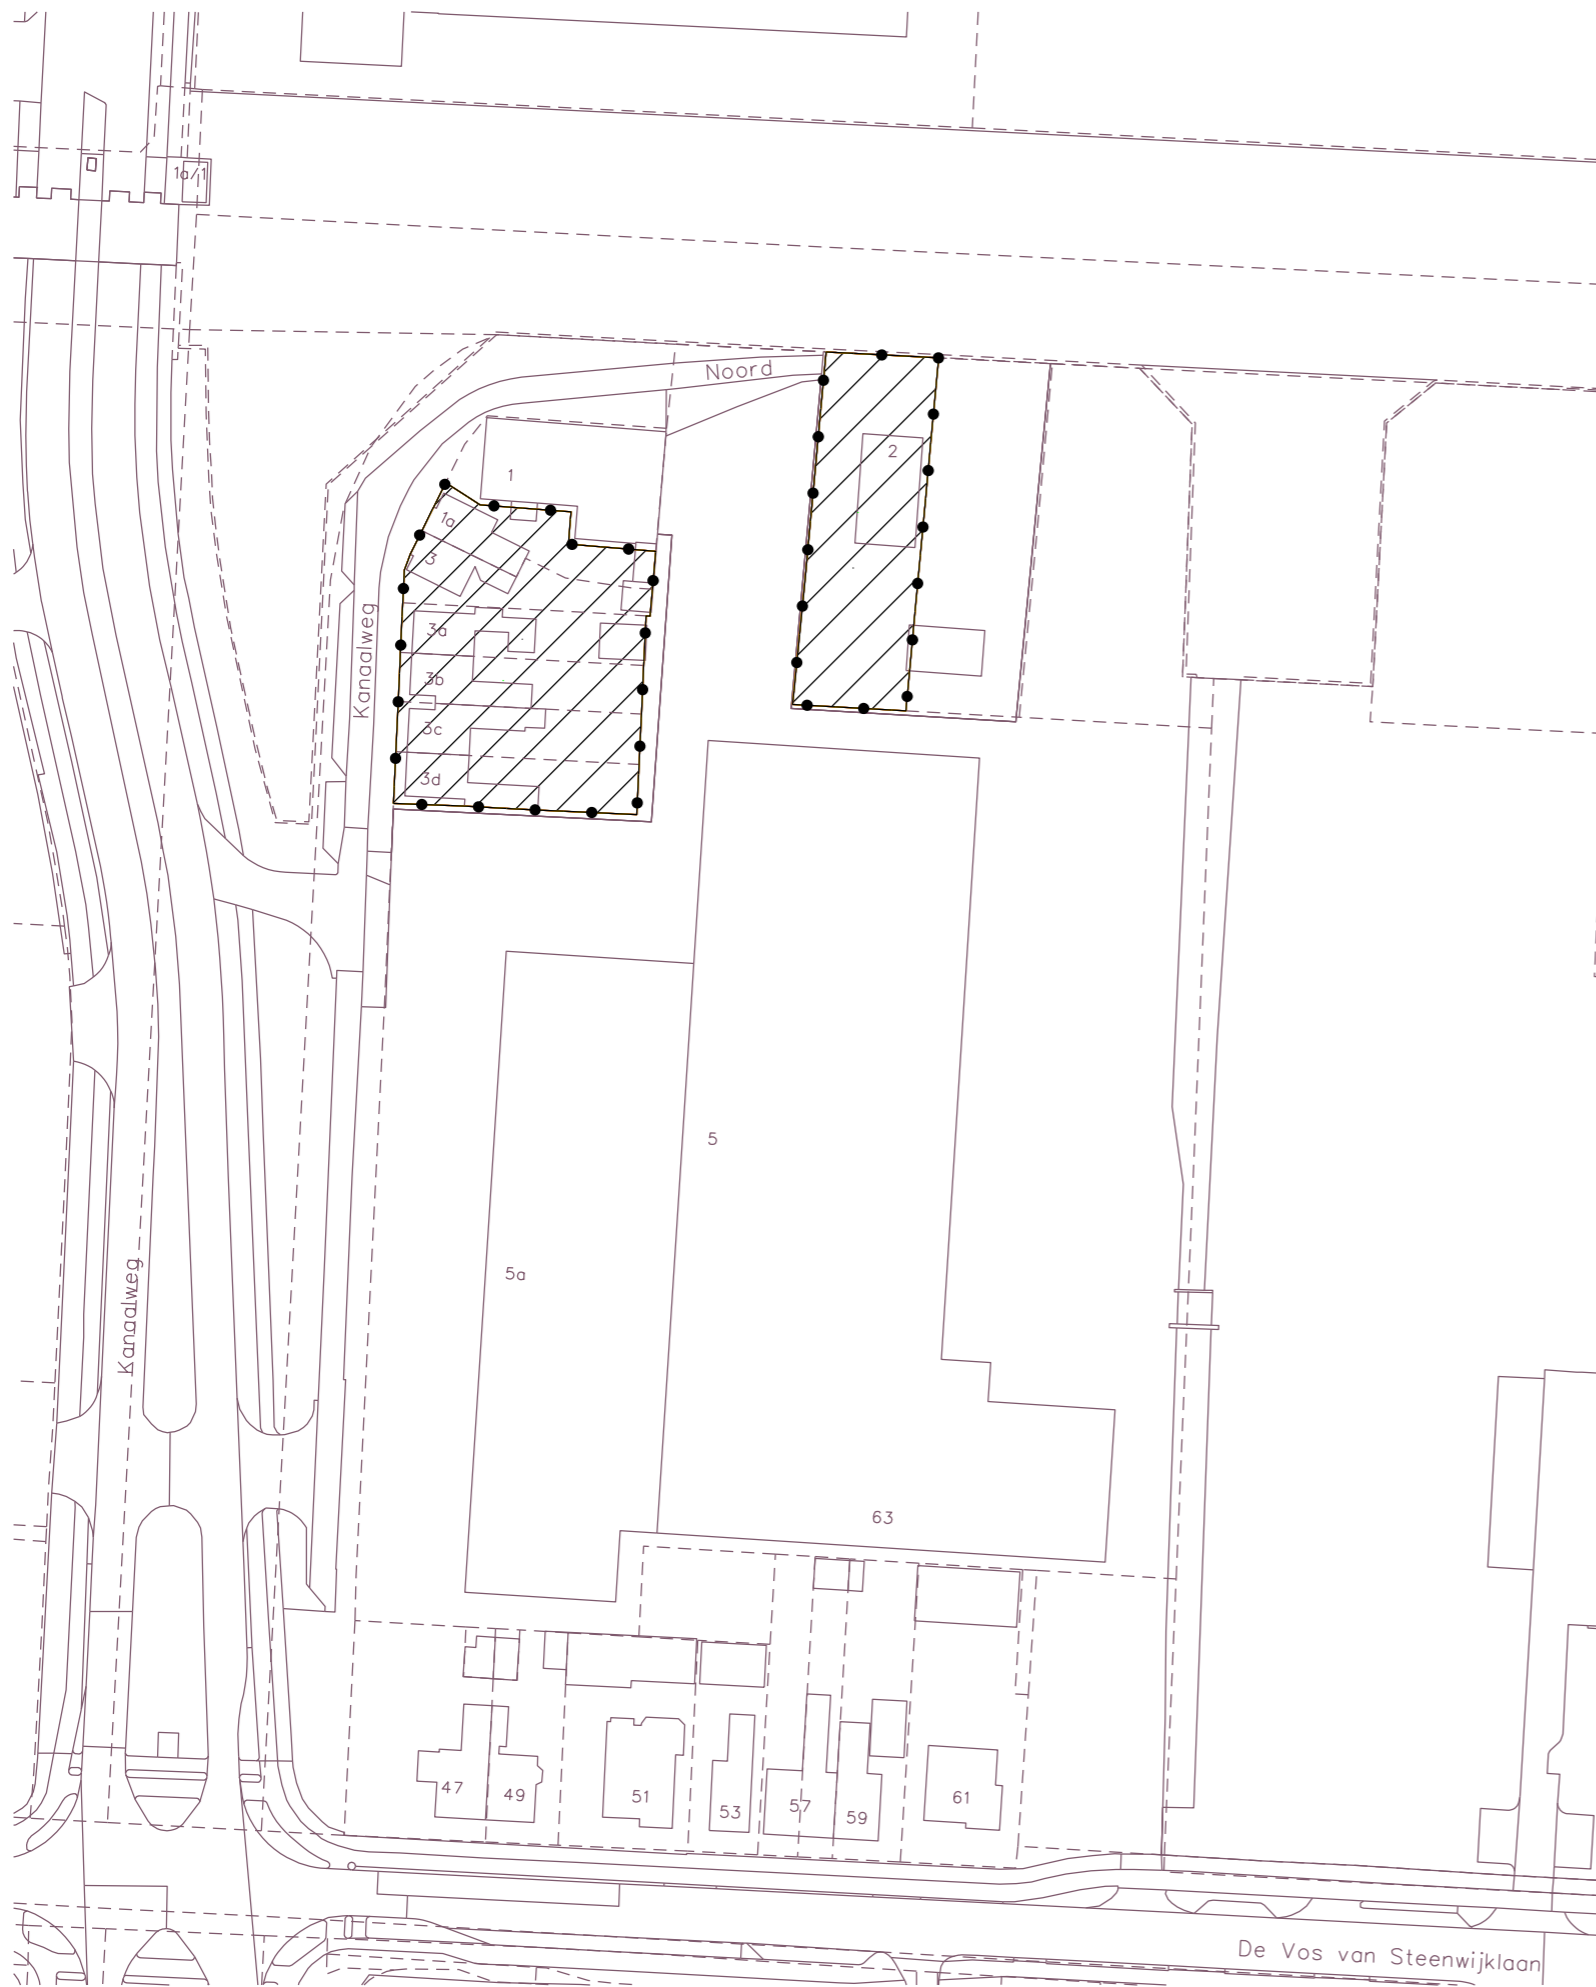 1a/1
Noord
2
1
1a
3
3a
Kanaalweg
3b
3c
3d
5
5a
Kanaalweg
63
47
49
51
53
57
59
61
De Vos van Steenwijklaan